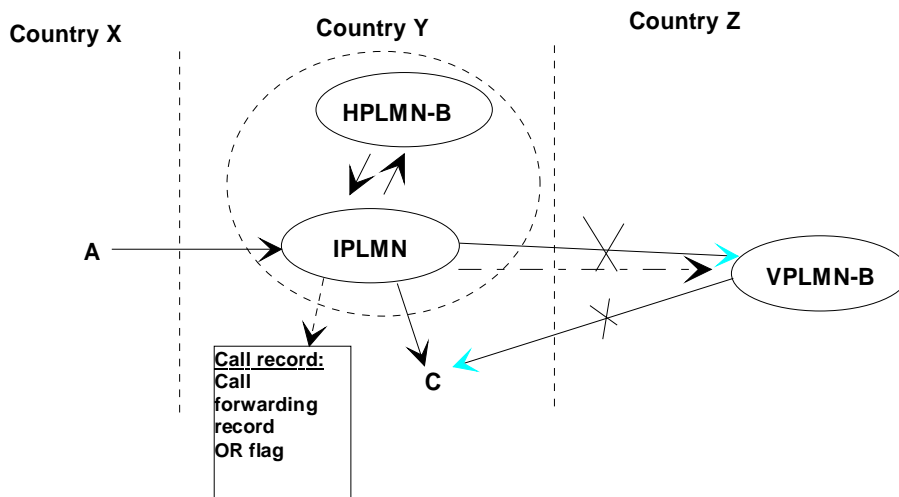 Country X
Country Y
Country Z
HPLMN-B
A
IPLMN
VPLMN-B
Call record:
Call
forwarding
record
OR flag
C